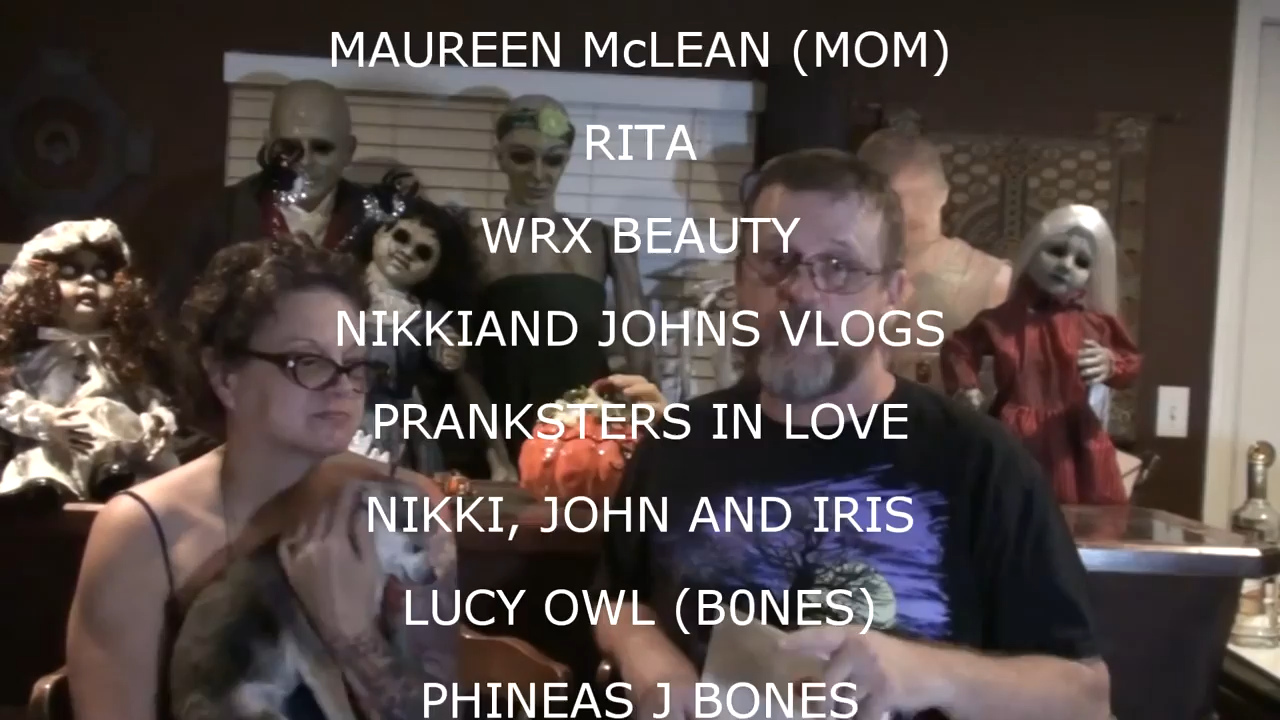 MAUREEN McLEAN (MOM)
RITA
WRX BEAUTY
NIKKIAND JOHNS VLOGS
PRANKSTERS IN LOVE
NIKKI, JOHN AND IRIS
LUCY OWL (B0NES)
PHINEAS J BONES